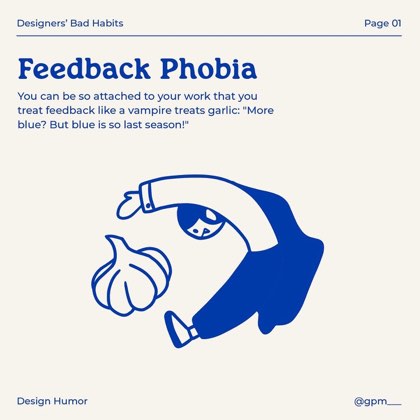 Designers' Bad Habits
Page 01
Feedback Phobia
You can be so attached to your work that you
treat feedback like a vampire treats garlic: "More
blue? But blue is so last season!"
Design Humor
@gpm___